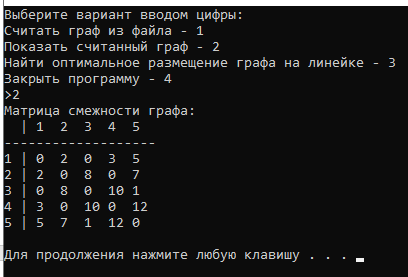 Выберите вариант вводом цифры:
Считать граф из файла - 1
Показать считанный граф - 2
Найти оптимальное размещение графа на линейке - 3
Закрыть программу - 4
>2
Матрица смежности графа:
  | 1  2  3  4  5
-------------------
1 | 0  2  0  3  5
2 | 2  0  8  0  7
3 | 0  8  0  10 1
4 | 3  0  10 0  12
5 | 5  7  1  12 0
Для продолжения нажмите любую клавишу . . .